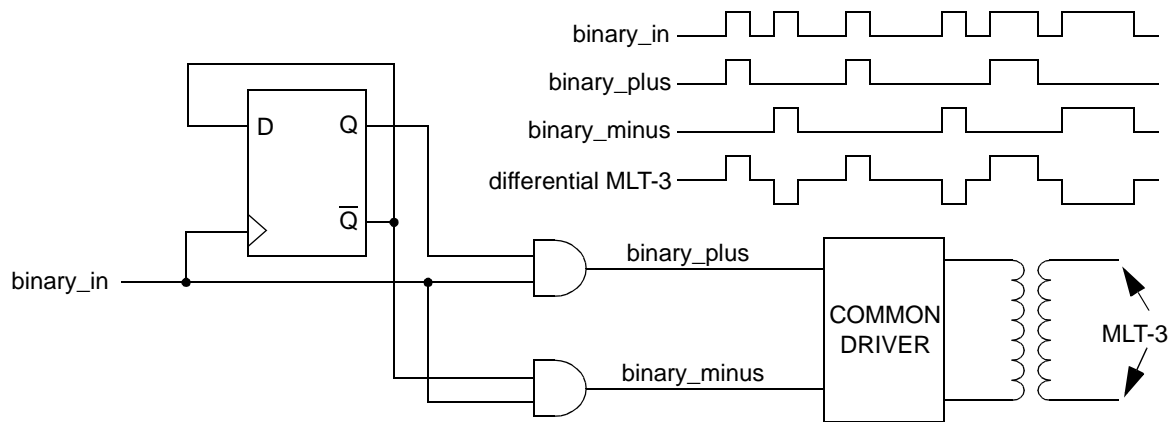 binary_in
binary_plus
binary_minus
differential MLT-3
D Q
Q̅
binary_in
binary_plus
binary_minus
COMMON
DRIVER
MLT-3